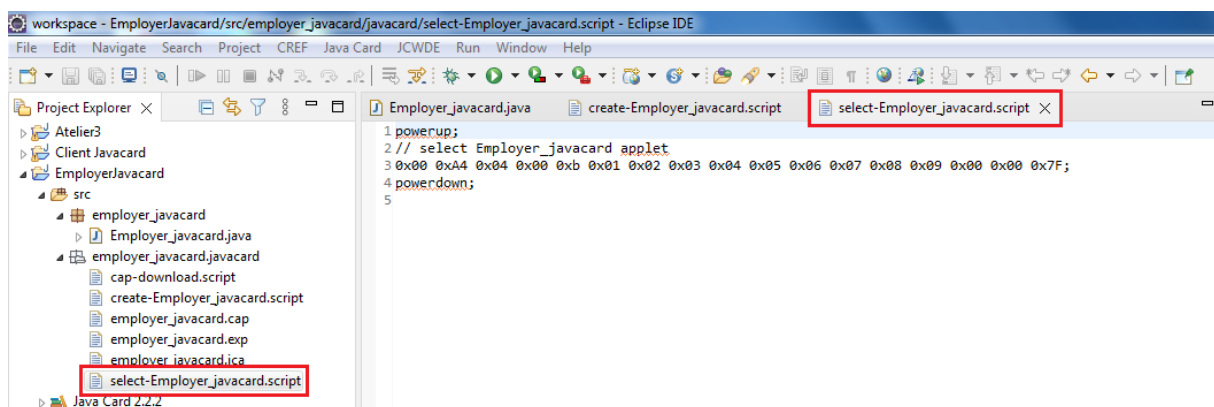 workspace - EmployerJavacard/src/employer_javacard/javacard/select-Employer_javacard.script - Eclipse IDE
File Edit Navigate Search Project CREF Java Card JCWDE Run Window Help
Project Explorer
Employer_javacard.java create-Employer_javacard.script select-Employer_javacard.script
Atelier3
Client Javacard
EmployerJavacard
src
employer_javacard
Employer_javacard.java
employer_javacard.javacard
cap-download.script
create-Employer_javacard.script
employer_javacard.cap
employer_javacard.exp
employer_javacard.jca
select-Employer_javacard.script
Java Card 2.2.2
1 powerup;
2 // select Employer_javacard applet
3 0x00 0xA4 0x04 0x00 0xb 0x01 0x02 0x03 0x04 0x05 0x06 0x07 0x08 0x09 0x00 0x00 0x7F;
4 powerdown;
5